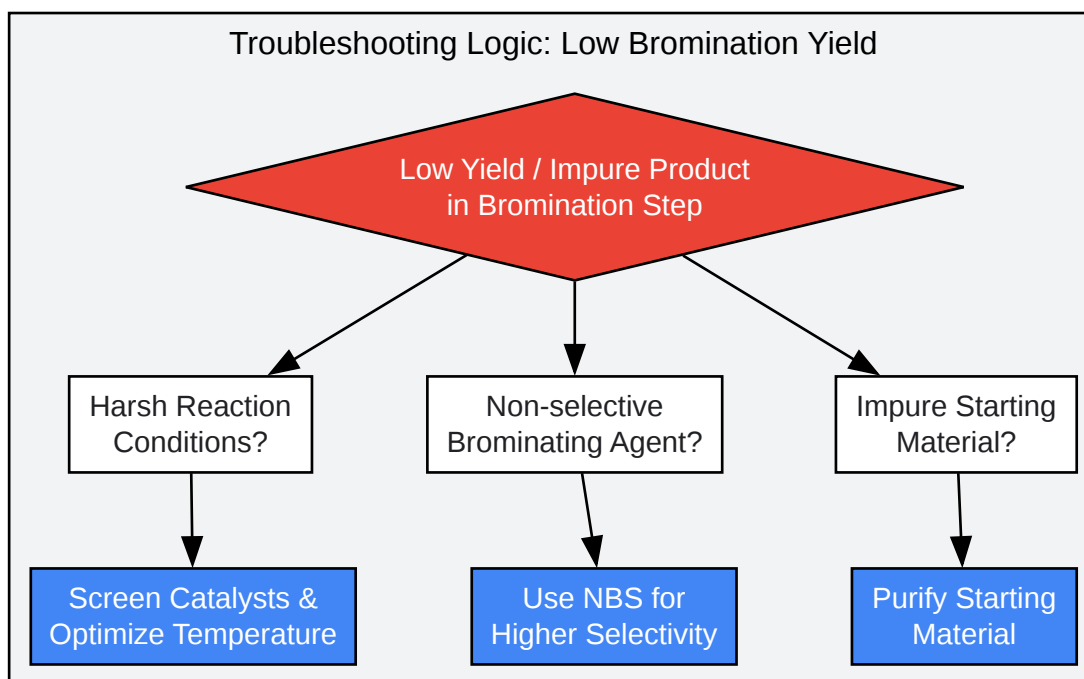 Troubleshooting Logic: Low Bromination Yield
Low Yield / Impure Product
in Bromination Step
Harsh Reaction
Conditions?
Non-selective
Brominating Agent?
Impure Starting
Material?
Screen Catalysts &
Optimize Temperature
Use NBS for
Higher Selectivity
Purify Starting
Material